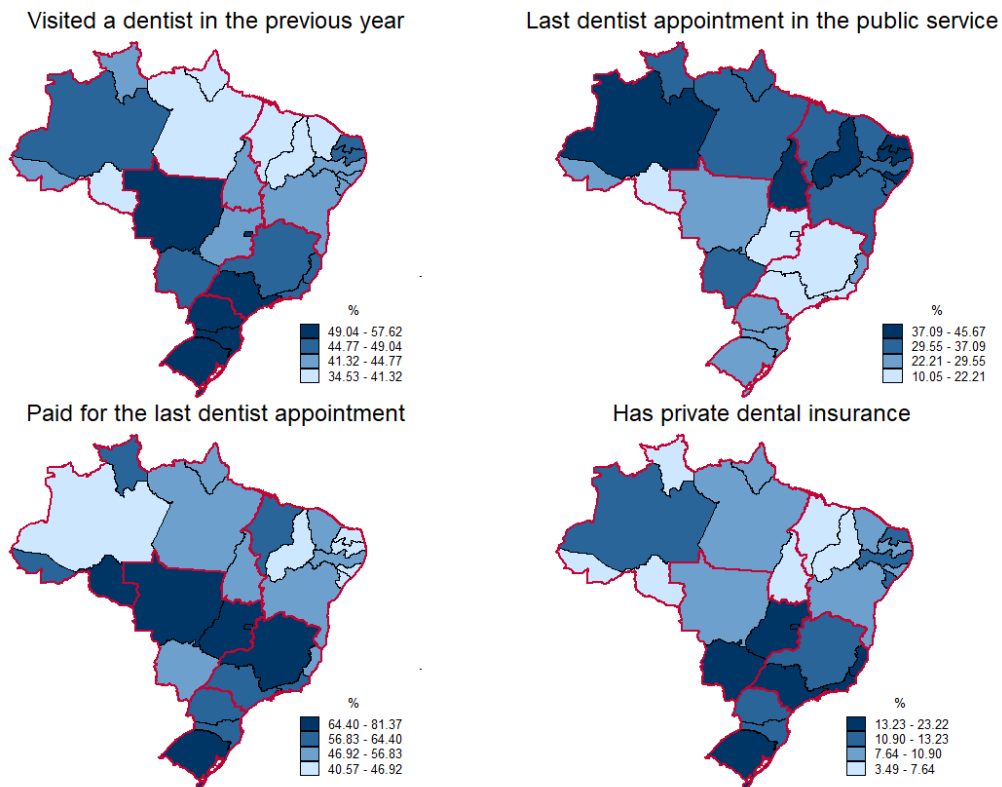 Visited a dentist in the previous year
Last dentist appointment in the public service
%
49.04 - 57.62
44.77 - 49.04
41.32 - 44.77
34.53 - 41.32
%
37.09 - 45.67
29.55 - 37.09
22.21 - 29.55
10.05 - 22.21
Paid for the last dentist appointment
Has private dental insurance
%
64.40 - 81.37
56.83 - 64.40
46.92 - 56.83
40.57 - 46.92
%
13.23 - 23.22
10.90 - 13.23
7.64 - 10.90
3.49 - 7.64